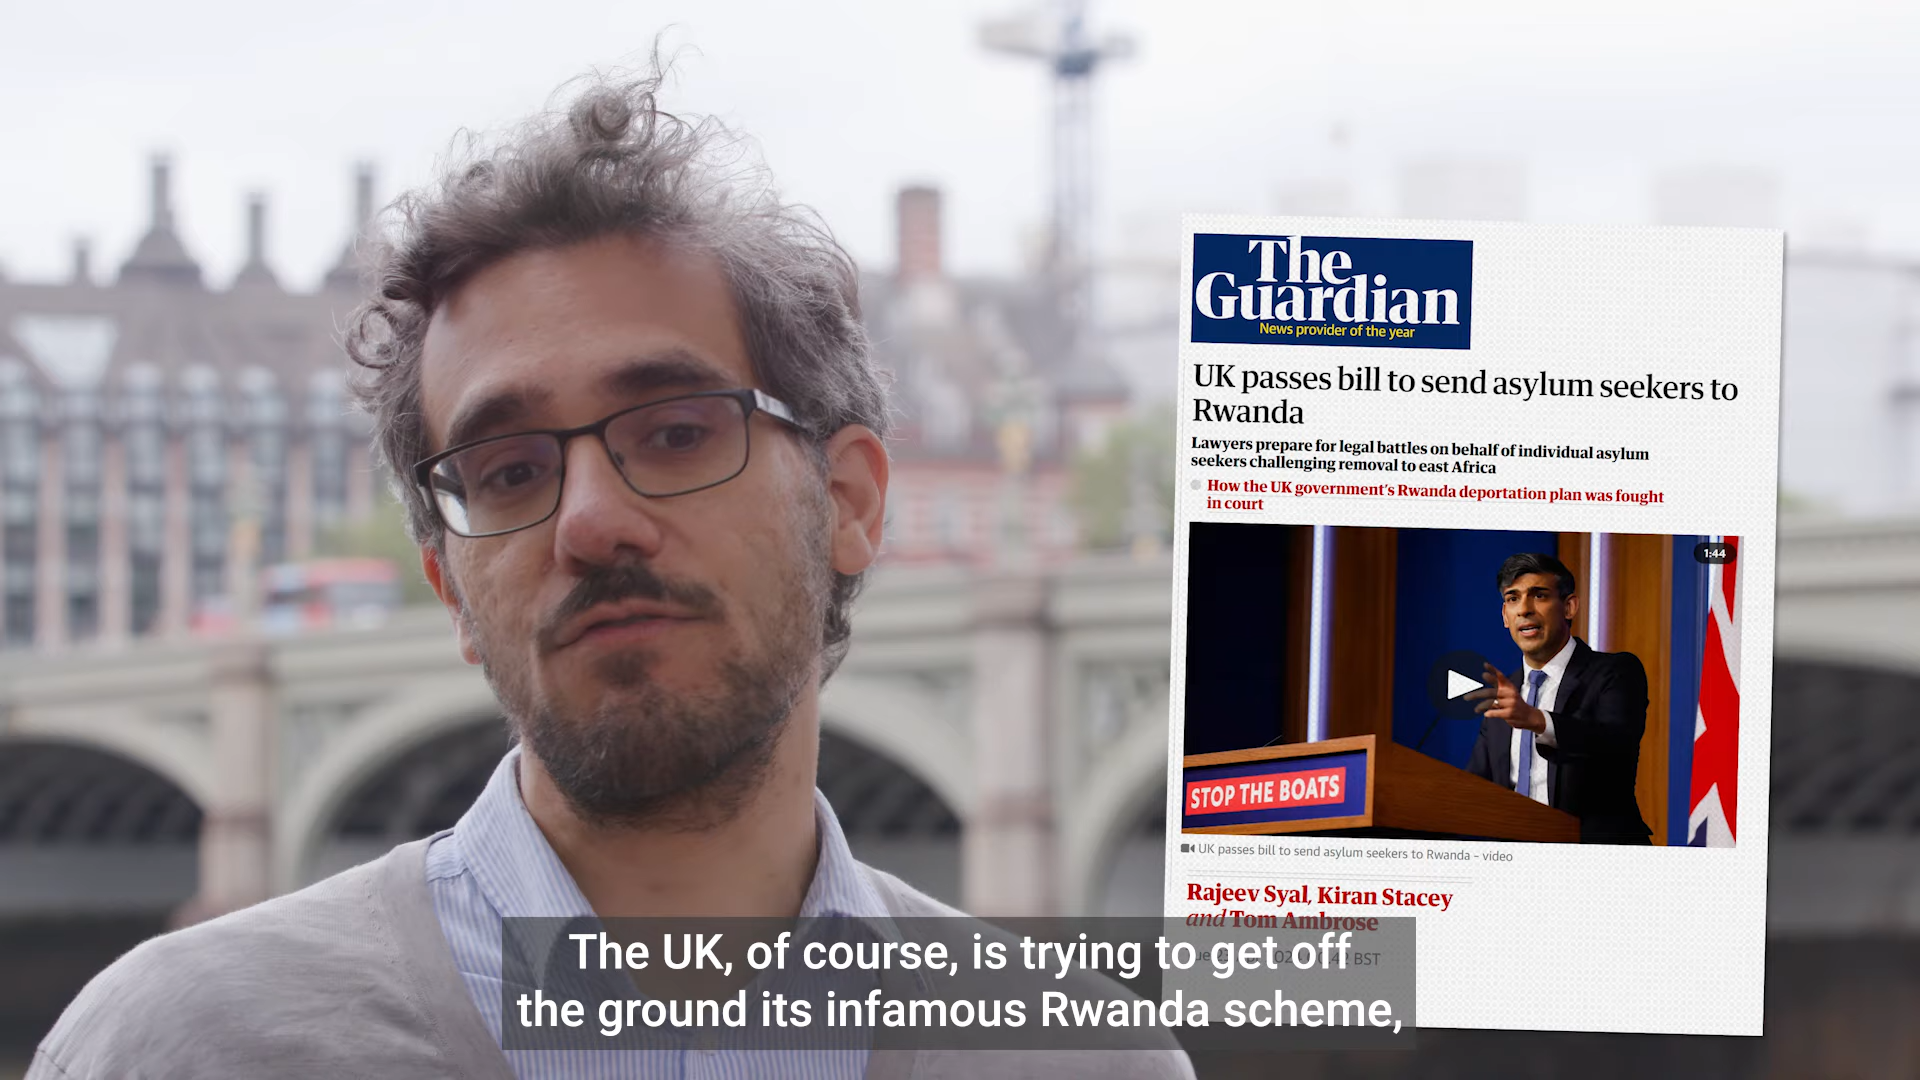 The
Guardian
News provider of the year
UK passes bill to send asylum seekers to
Rwanda
Lawyers prepare for legal battles on behalf of individual asylum
seekers challenging removal to east Africa
How the UK government's Rwanda deportation plan was fought
in court
1:44
STOP THE BOATS
UK passes bill to send asylum seekers to Rwanda – video
Rajeev Syal, Kiran Stacey
and Tom Ambrose
BST
The UK, of course, is trying to get off
the ground its infamous Rwanda scheme,